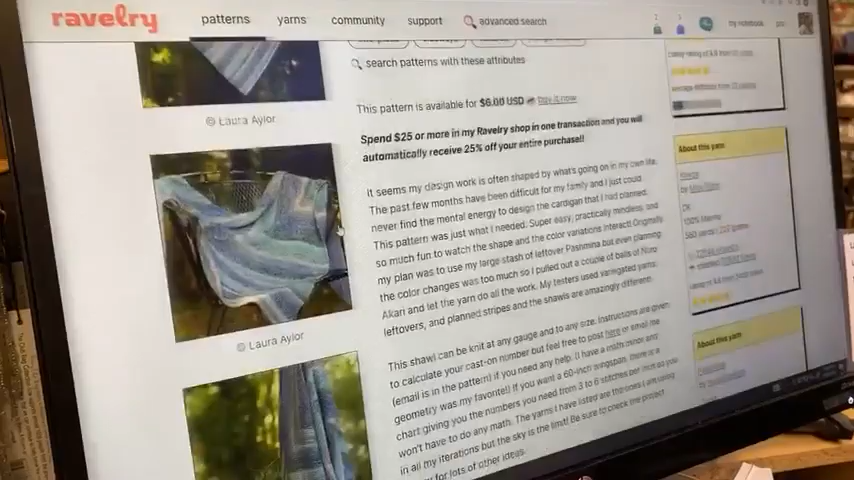 ravelry
patterns yarns community support advanced search my notebook
search patterns with these attributes
This pattern is available for $6.00 USD buy it now
Spend $25 or more in my Ravelry shop in one transaction and you will
automatically receive 25% off your entire purchase!!
© Laura Aylor
It seems my design work is often shaped by what's going on in my own life.
The past few months have been difficult for my family and I just could
never find the mental energy to design the cardigan that I had planned.
This pattern was just what I needed. Super easy, practically mindless, and
so much fun to watch the shape and the color variations interact! Originally
my plan was to use my large stash of leftover Pashmina but even planning
the color changes was too much so I pulled out a couple of balls of Noro
Akari and let the yarn do all the work. My testers used variegated yarns,
leftovers, and planned stripes and the shawls are amazingly different.
© Laura Aylor
This shawl can be knit at any gauge and to any size. Instructions are given
to calculate your cast-on number but feel free to post here or email me
(email is in the pattern) if you need any help. (I have a math minor and
geometry was my favorite!) If you want a 60-inch wingspan, there is a
chart giving you the numbers you need from 3 to 6 stitches per inch so you
won't have to do any math. The yarns I have listed are the ones I am using
in all my iterations but the sky is the limit! Be sure to check the project
for lots of other ideas.
About this yarn
by
DK
About this yarn